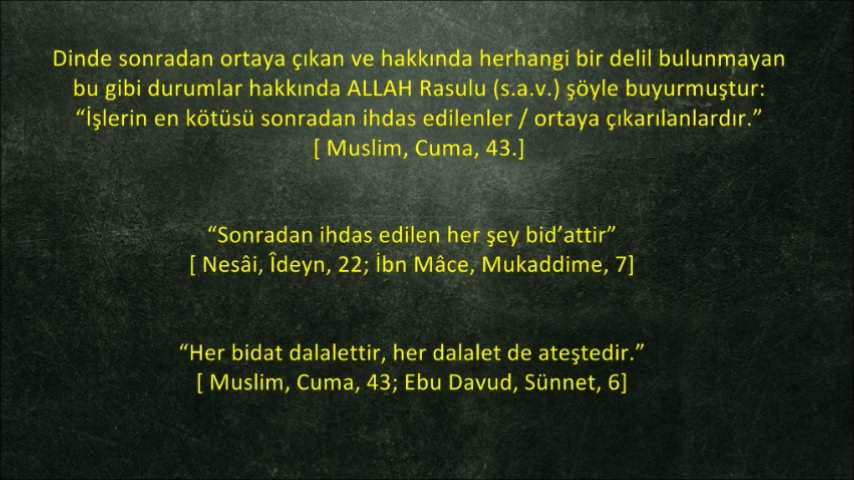 Dinde sonradan ortaya çıkan ve hakkında herhangi bir delil bulunmayan
bu gibi durumlar hakkında ALLAH Rasulu (s.a.v.) şöyle buyurmuştur:
“İşlerin en kötüsü sonradan ihdas edilenler / ortaya çıkarılanlardır.”
[ Muslim, Cuma, 43.]
“Sonradan ihdas edilen her şey bid’attir”
[ Nesâi, Îdeyn, 22; İbn Mâce, Mukaddime, 7]
“Her bidat dalalettir, her dalalet de ateştedir.”
[ Muslim, Cuma, 43; Ebu Davud, Sünnet, 6]